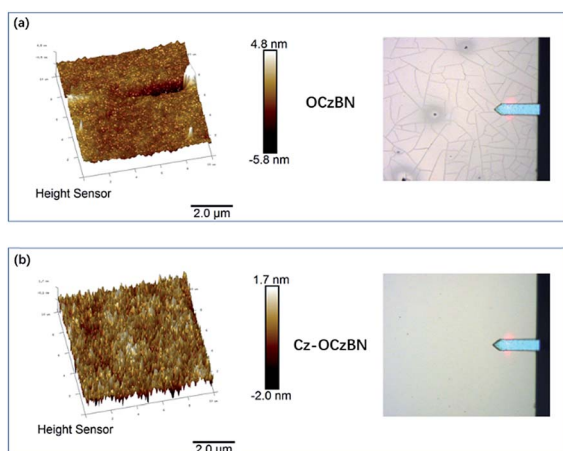 (a)
4.8 nm
OCzBN
-5.8 nm
Height Sensor
2.0 µm
(b)
1.7 nm
Cz-OCzBN
-2.0 nm
Height Sensor
2.0 µm